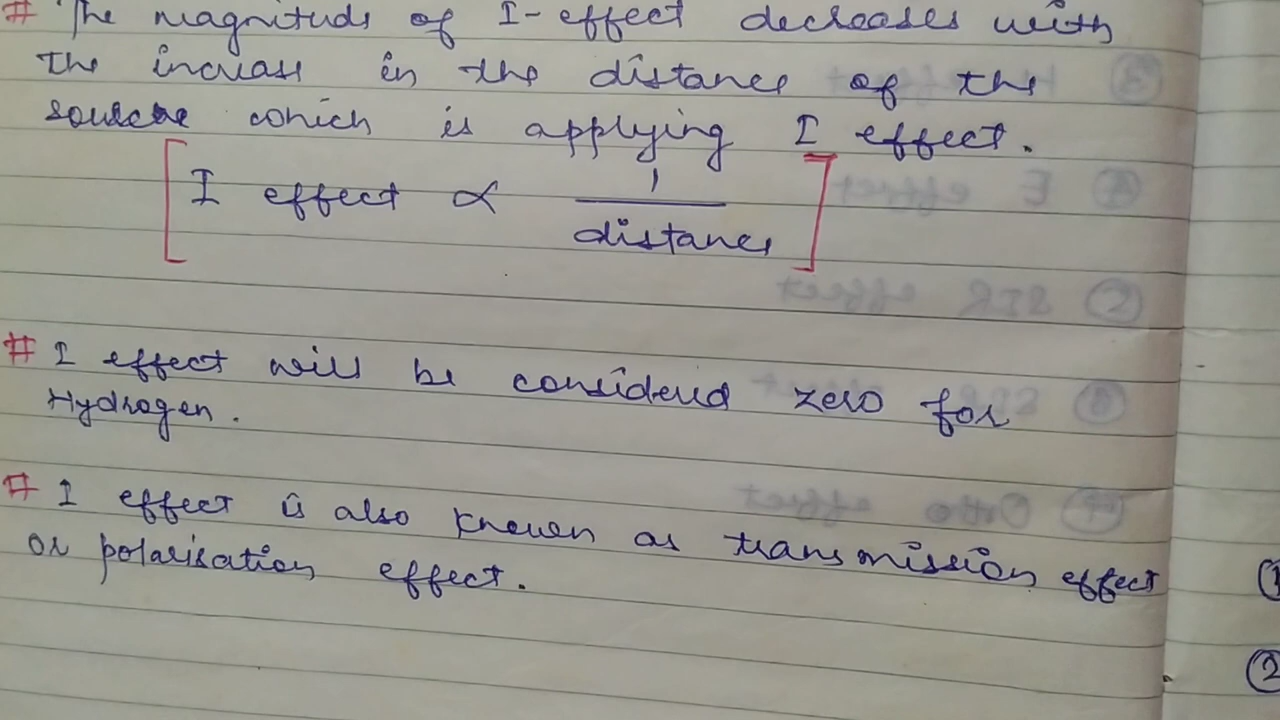 # The magnitude of I-effect decreases with
the increase in the distance of the
source which is applying I effect.
[I effect ∝ 1/distance]
# I effect will be considered zero for
Hydrogen.
# I effect is also known as transmission effect
or polarisation effect.
(1
(2